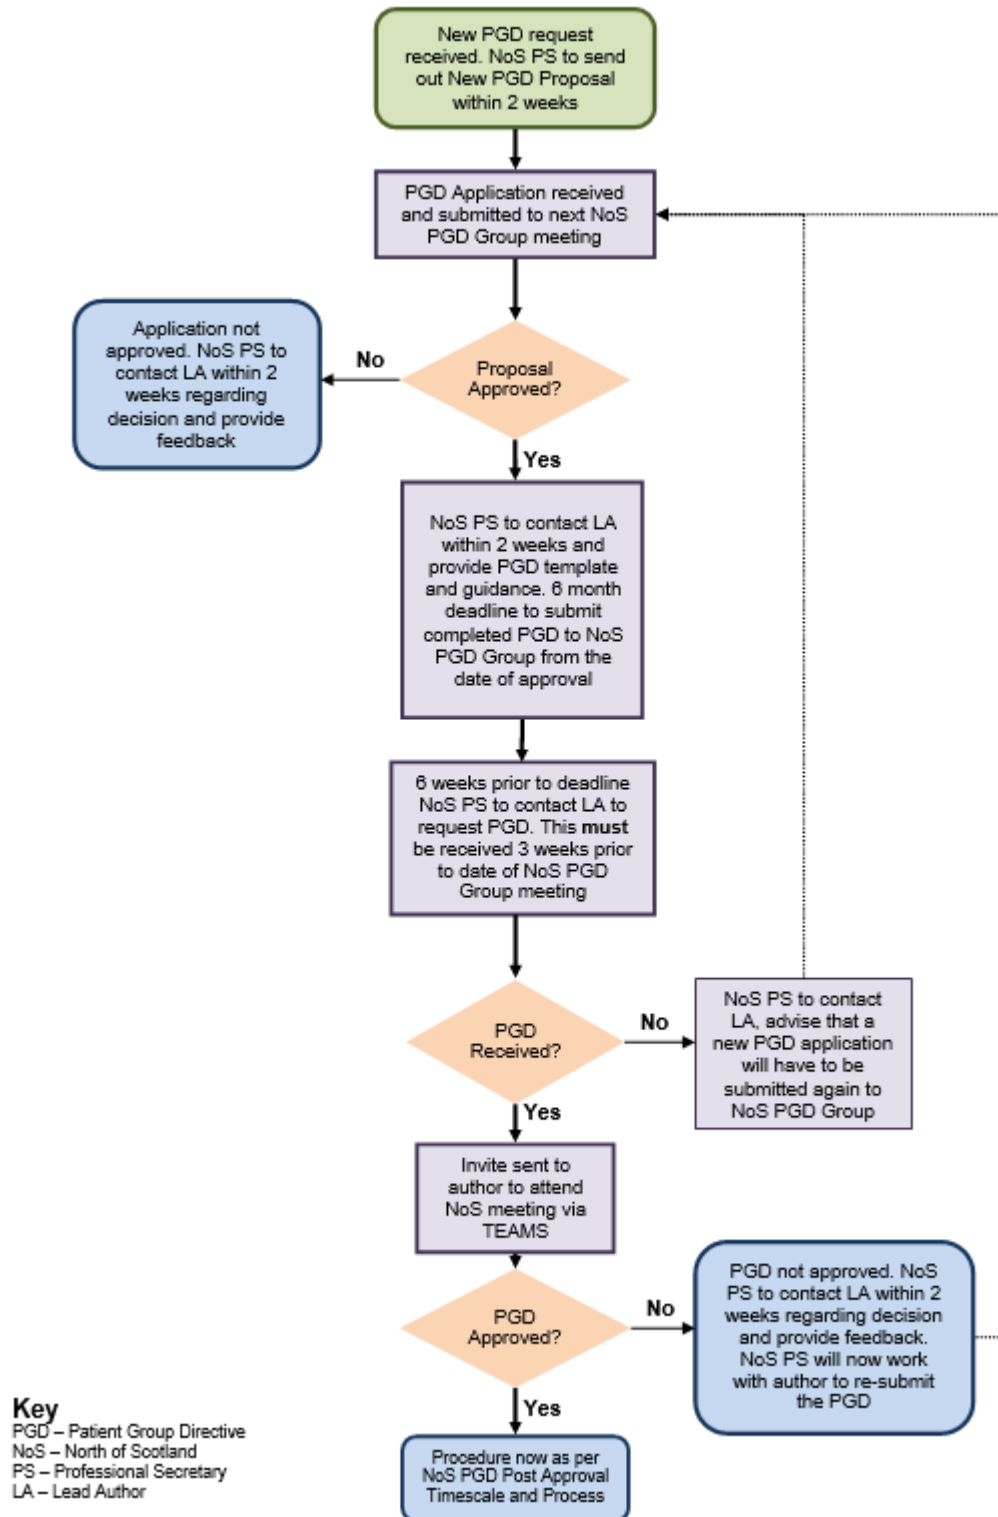 New PGD request
received. NoS PS to send
out New PGD Proposal
within 2 weeks
PGD Application received
and submitted to next NoS
PGD Group meeting
Application not
approved. NoS PS to
contact LA within 2
weeks regarding
decision and provide
feedback
No
Proposal
Approved?
Yes
NoS PS to contact LA
within 2 weeks and
provide PGD template
and guidance. 6 month
deadline to submit
completed PGD to NoS
PGD Group from the
date of approval
6 weeks prior to deadline
NoS PS to contact LA to
request PGD. This must
be received 3 weeks prior
to date of NoS PGD
Group meeting
PGD
Received?
No
NoS PS to contact
LA, advise that a
new PGD application
will have to be
submitted again to
NoS PGD Group
Yes
Invite sent to
author to attend
NoS meeting via
TEAMS
PGD
Approved?
No
PGD not approved. NoS
PS to contact LA within 2
weeks regarding decision
and provide feedback.
NoS PS will now work
with author to re-submit
the PGD
Yes
Procedure now as per
NoS PGD Post Approval
Timescale and Process
Key
PGD – Patient Group Directive
NoS – North of Scotland
PS – Professional Secretary
LA – Lead Author